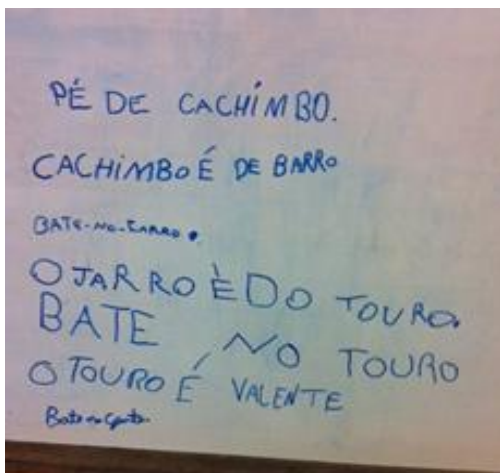 PÉ DE CACHIMBO.
CACHIMBO É DE BARRO
BATE-NO-JARRO.
O JARRO É DO TOURO.
BATE NO TOURO
O TOURO É VALENTE
Bate na gente.